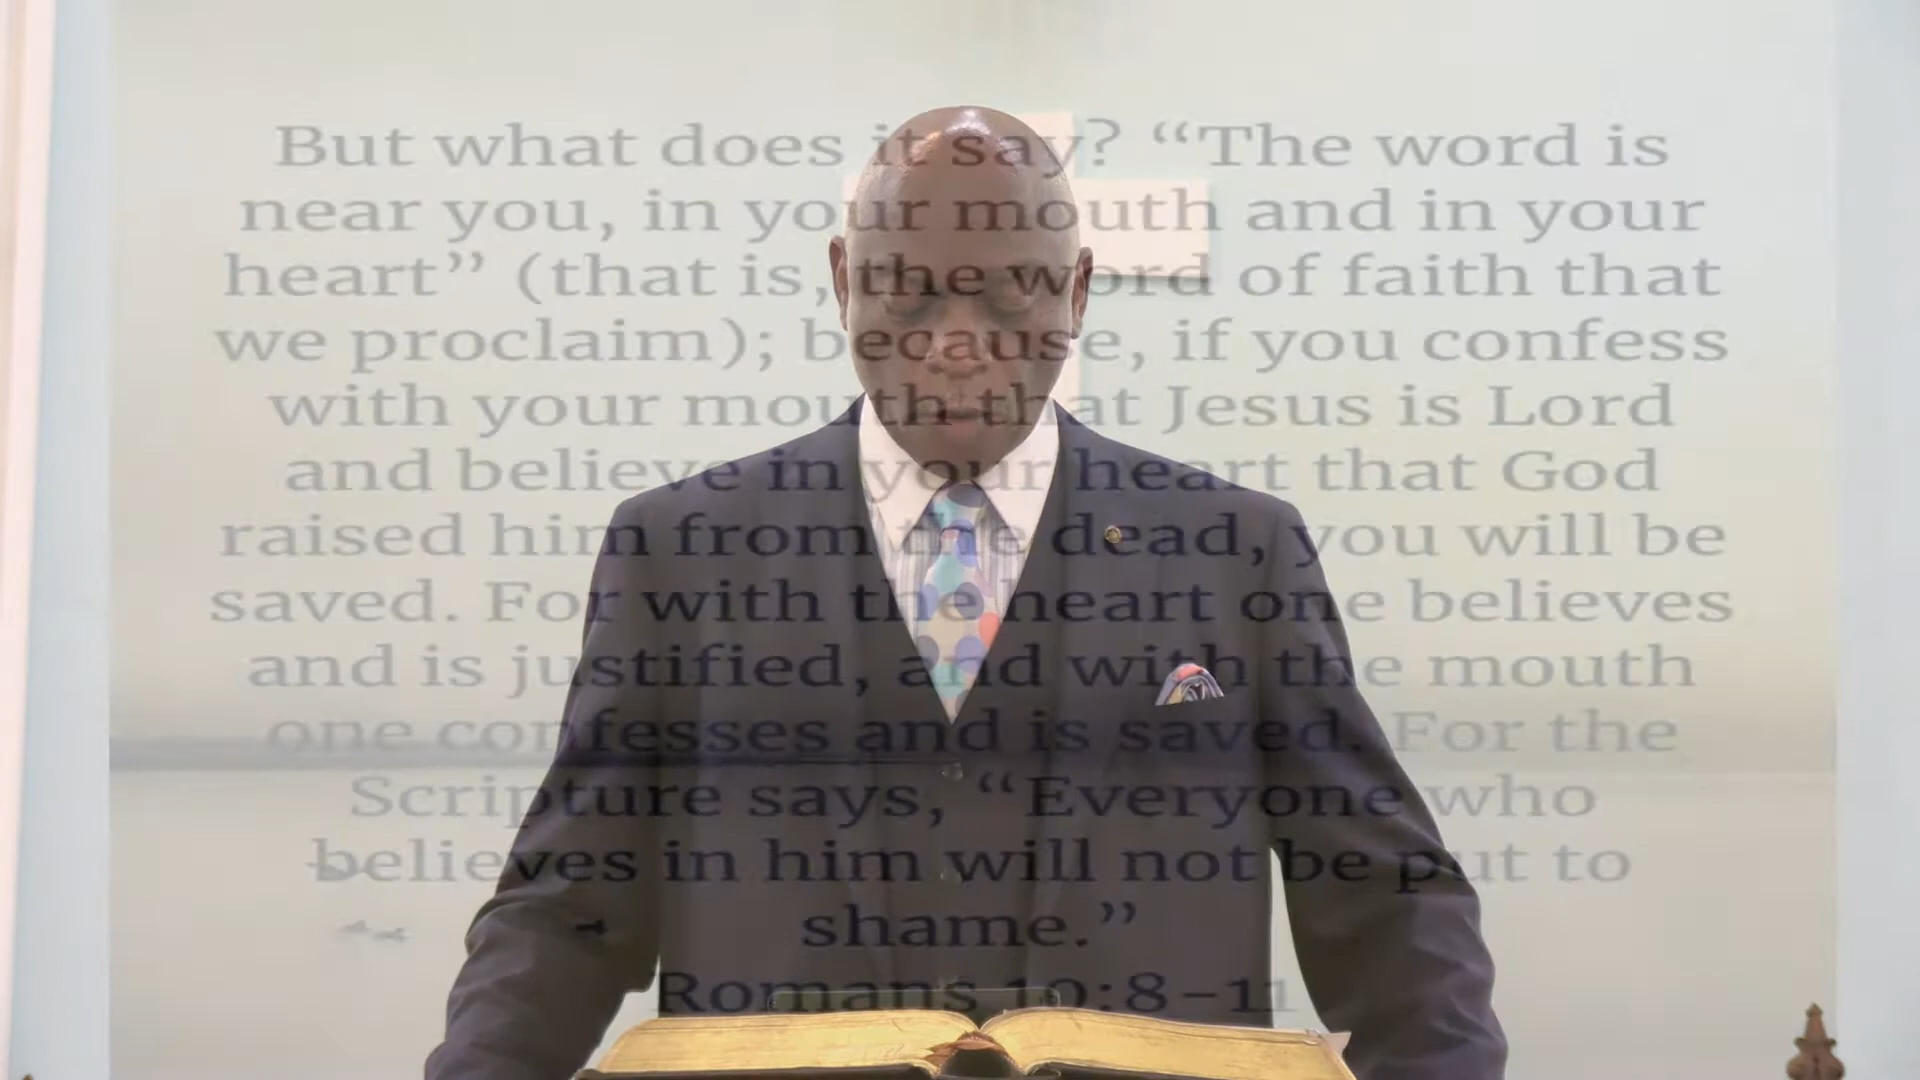 But what does it say? “The word is
near you, in your mouth and in your
heart” (that is, the word of faith that
we proclaim); because, if you confess
with your mouth that Jesus is Lord
and believe in your heart that God
raised him from the dead, you will be
saved. For with the heart one believes
and is justified, and with the mouth
one confesses and is saved. For the
Scripture says, “Everyone who
believes in him will not be put to
shame.”
Romans 10:8–11